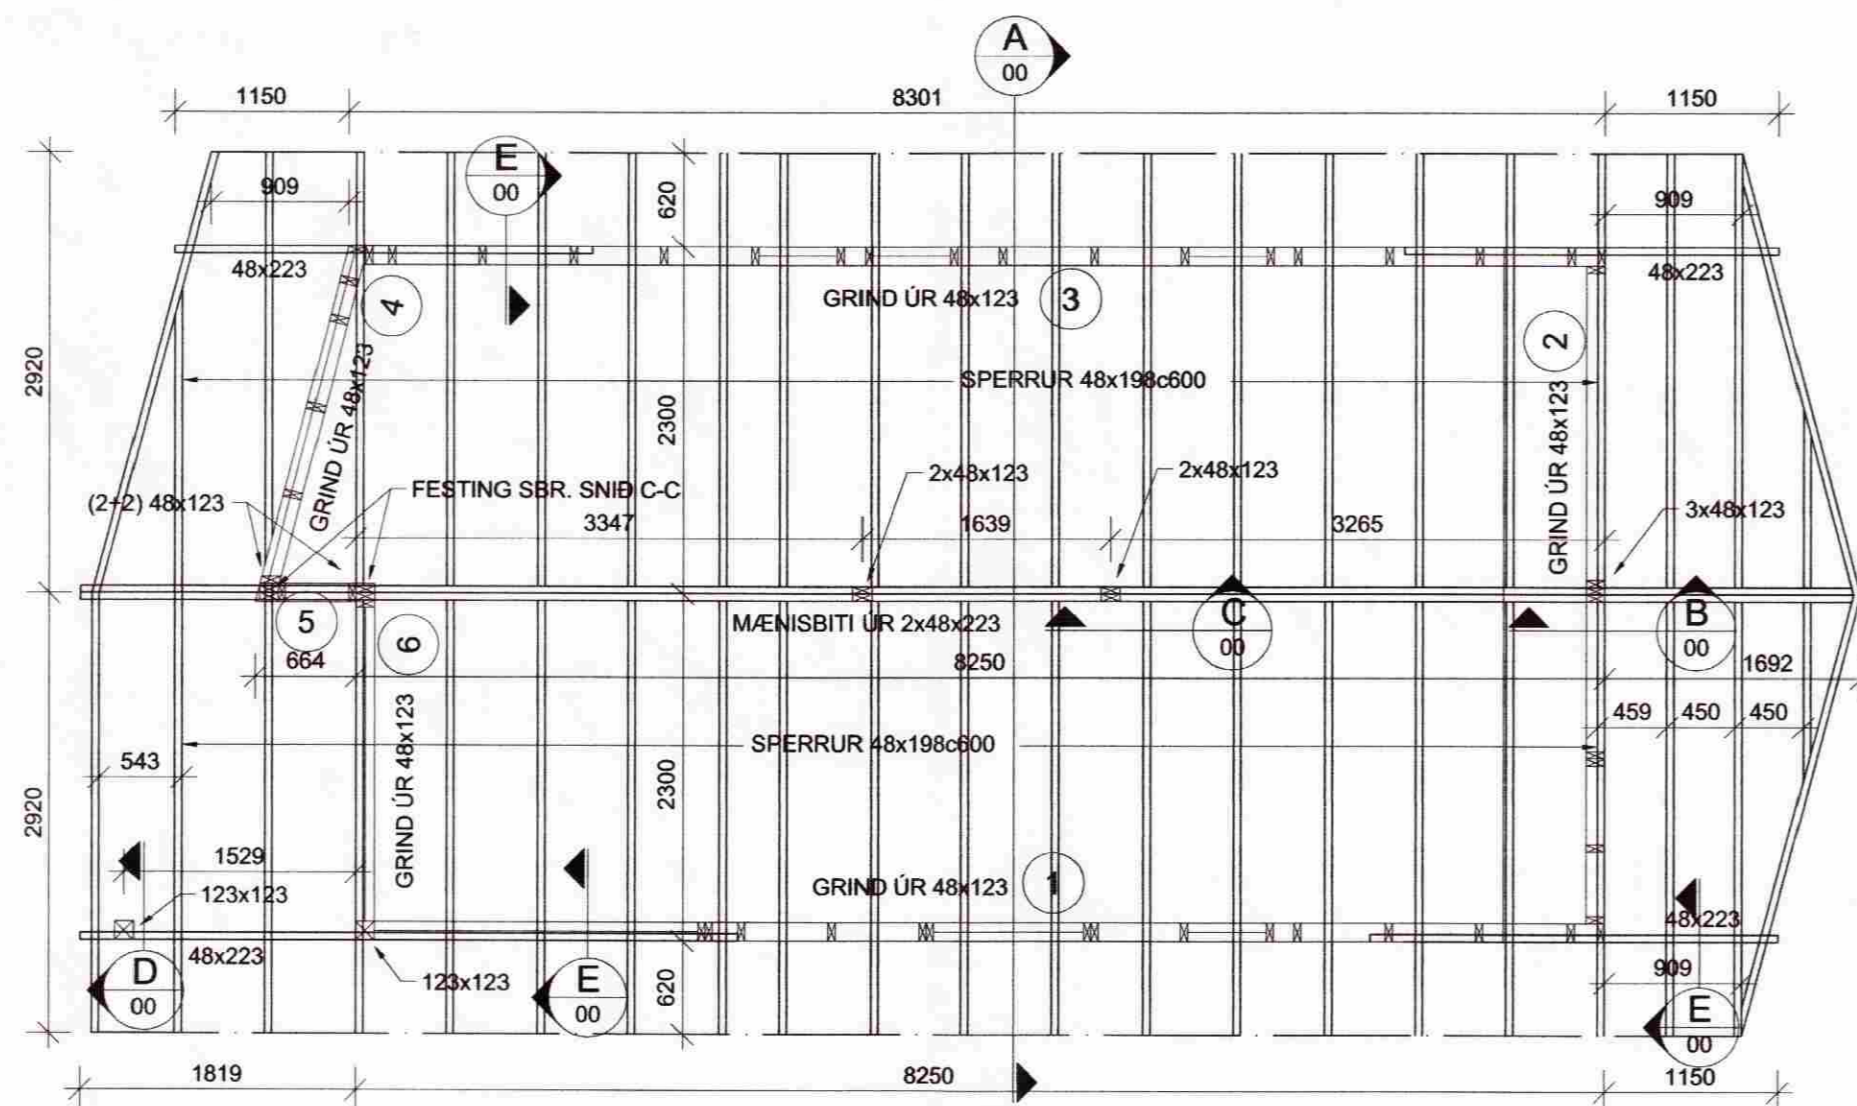 A
00
1150
8301
1150
E
00
909
620
909
48x223
48x223
4
GRIND ÚR 48x123
3
2
2920
SPERRUR 48x198c600
GRIND ÚR 48x123
2300
GRIND ÚR 48x123
(2+2) 48x123
FESTING SBR. SNIÐ C-C
2x48x123
2x48x123
3x48x123
3347
1639
3265
5
6
MÆNISBITI ÚR 2x48x223
C
00
B
00
664
8250
1692
459
450
450
GRIND ÚR 48x123
SPERRUR 48x198c600
543
2300
2920
1529
123x123
GRIND ÚR 48x123
1
48x223
48x223
D
00
123x123
E
00
620
909
E
00
1819
8250
1150